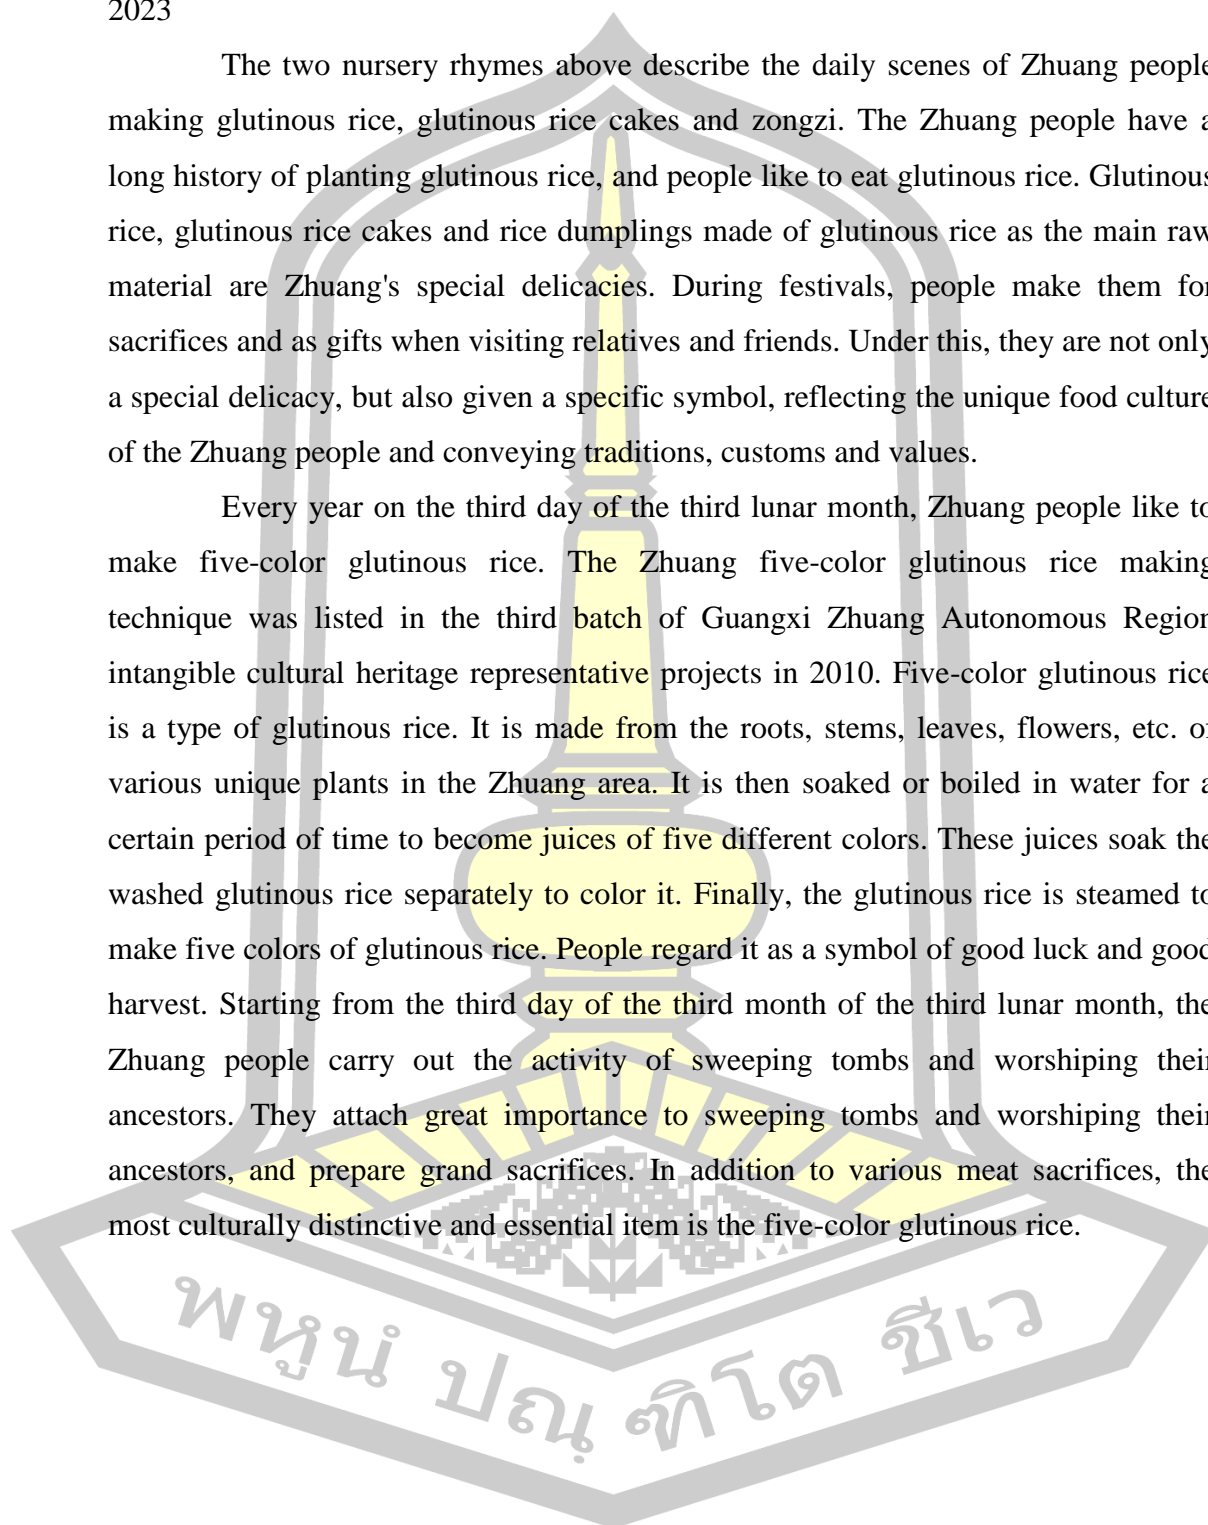 2023
The two nursery rhymes above describe the daily scenes of Zhuang people
making glutinous rice, glutinous rice cakes and zongzi. The Zhuang people have a
long history of planting glutinous rice, and people like to eat glutinous rice. Glutinous
rice, glutinous rice cakes and rice dumplings made of glutinous rice as the main raw
material are Zhuang's special delicacies. During festivals, people make them for
sacrifices and as gifts when visiting relatives and friends. Under this, they are not only
a special delicacy, but also given a specific symbol, reflecting the unique food culture
of the Zhuang people and conveying traditions, customs and values.
Every year on the third day of the third lunar month, Zhuang people like to
make five-color glutinous rice. The Zhuang five-color glutinous rice making
technique was listed in the third batch of Guangxi Zhuang Autonomous Region
intangible cultural heritage representative projects in 2010. Five-color glutinous rice
is a type of glutinous rice. It is made from the roots, stems, leaves, flowers, etc. of
various unique plants in the Zhuang area. It is then soaked or boiled in water for a
certain period of time to become juices of five different colors. These juices soak the
washed glutinous rice separately to color it. Finally, the glutinous rice is steamed to
make five colors of glutinous rice. People regard it as a symbol of good luck and good
harvest. Starting from the third day of the third month of the third lunar month, the
Zhuang people carry out the activity of sweeping tombs and worshiping their
ancestors. They attach great importance to sweeping tombs and worshiping their
ancestors, and prepare grand sacrifices. In addition to various meat sacrifices, the
most culturally distinctive and essential item is the five-color glutinous rice.
พหูนํ ปณฺฑิโต ชีเว